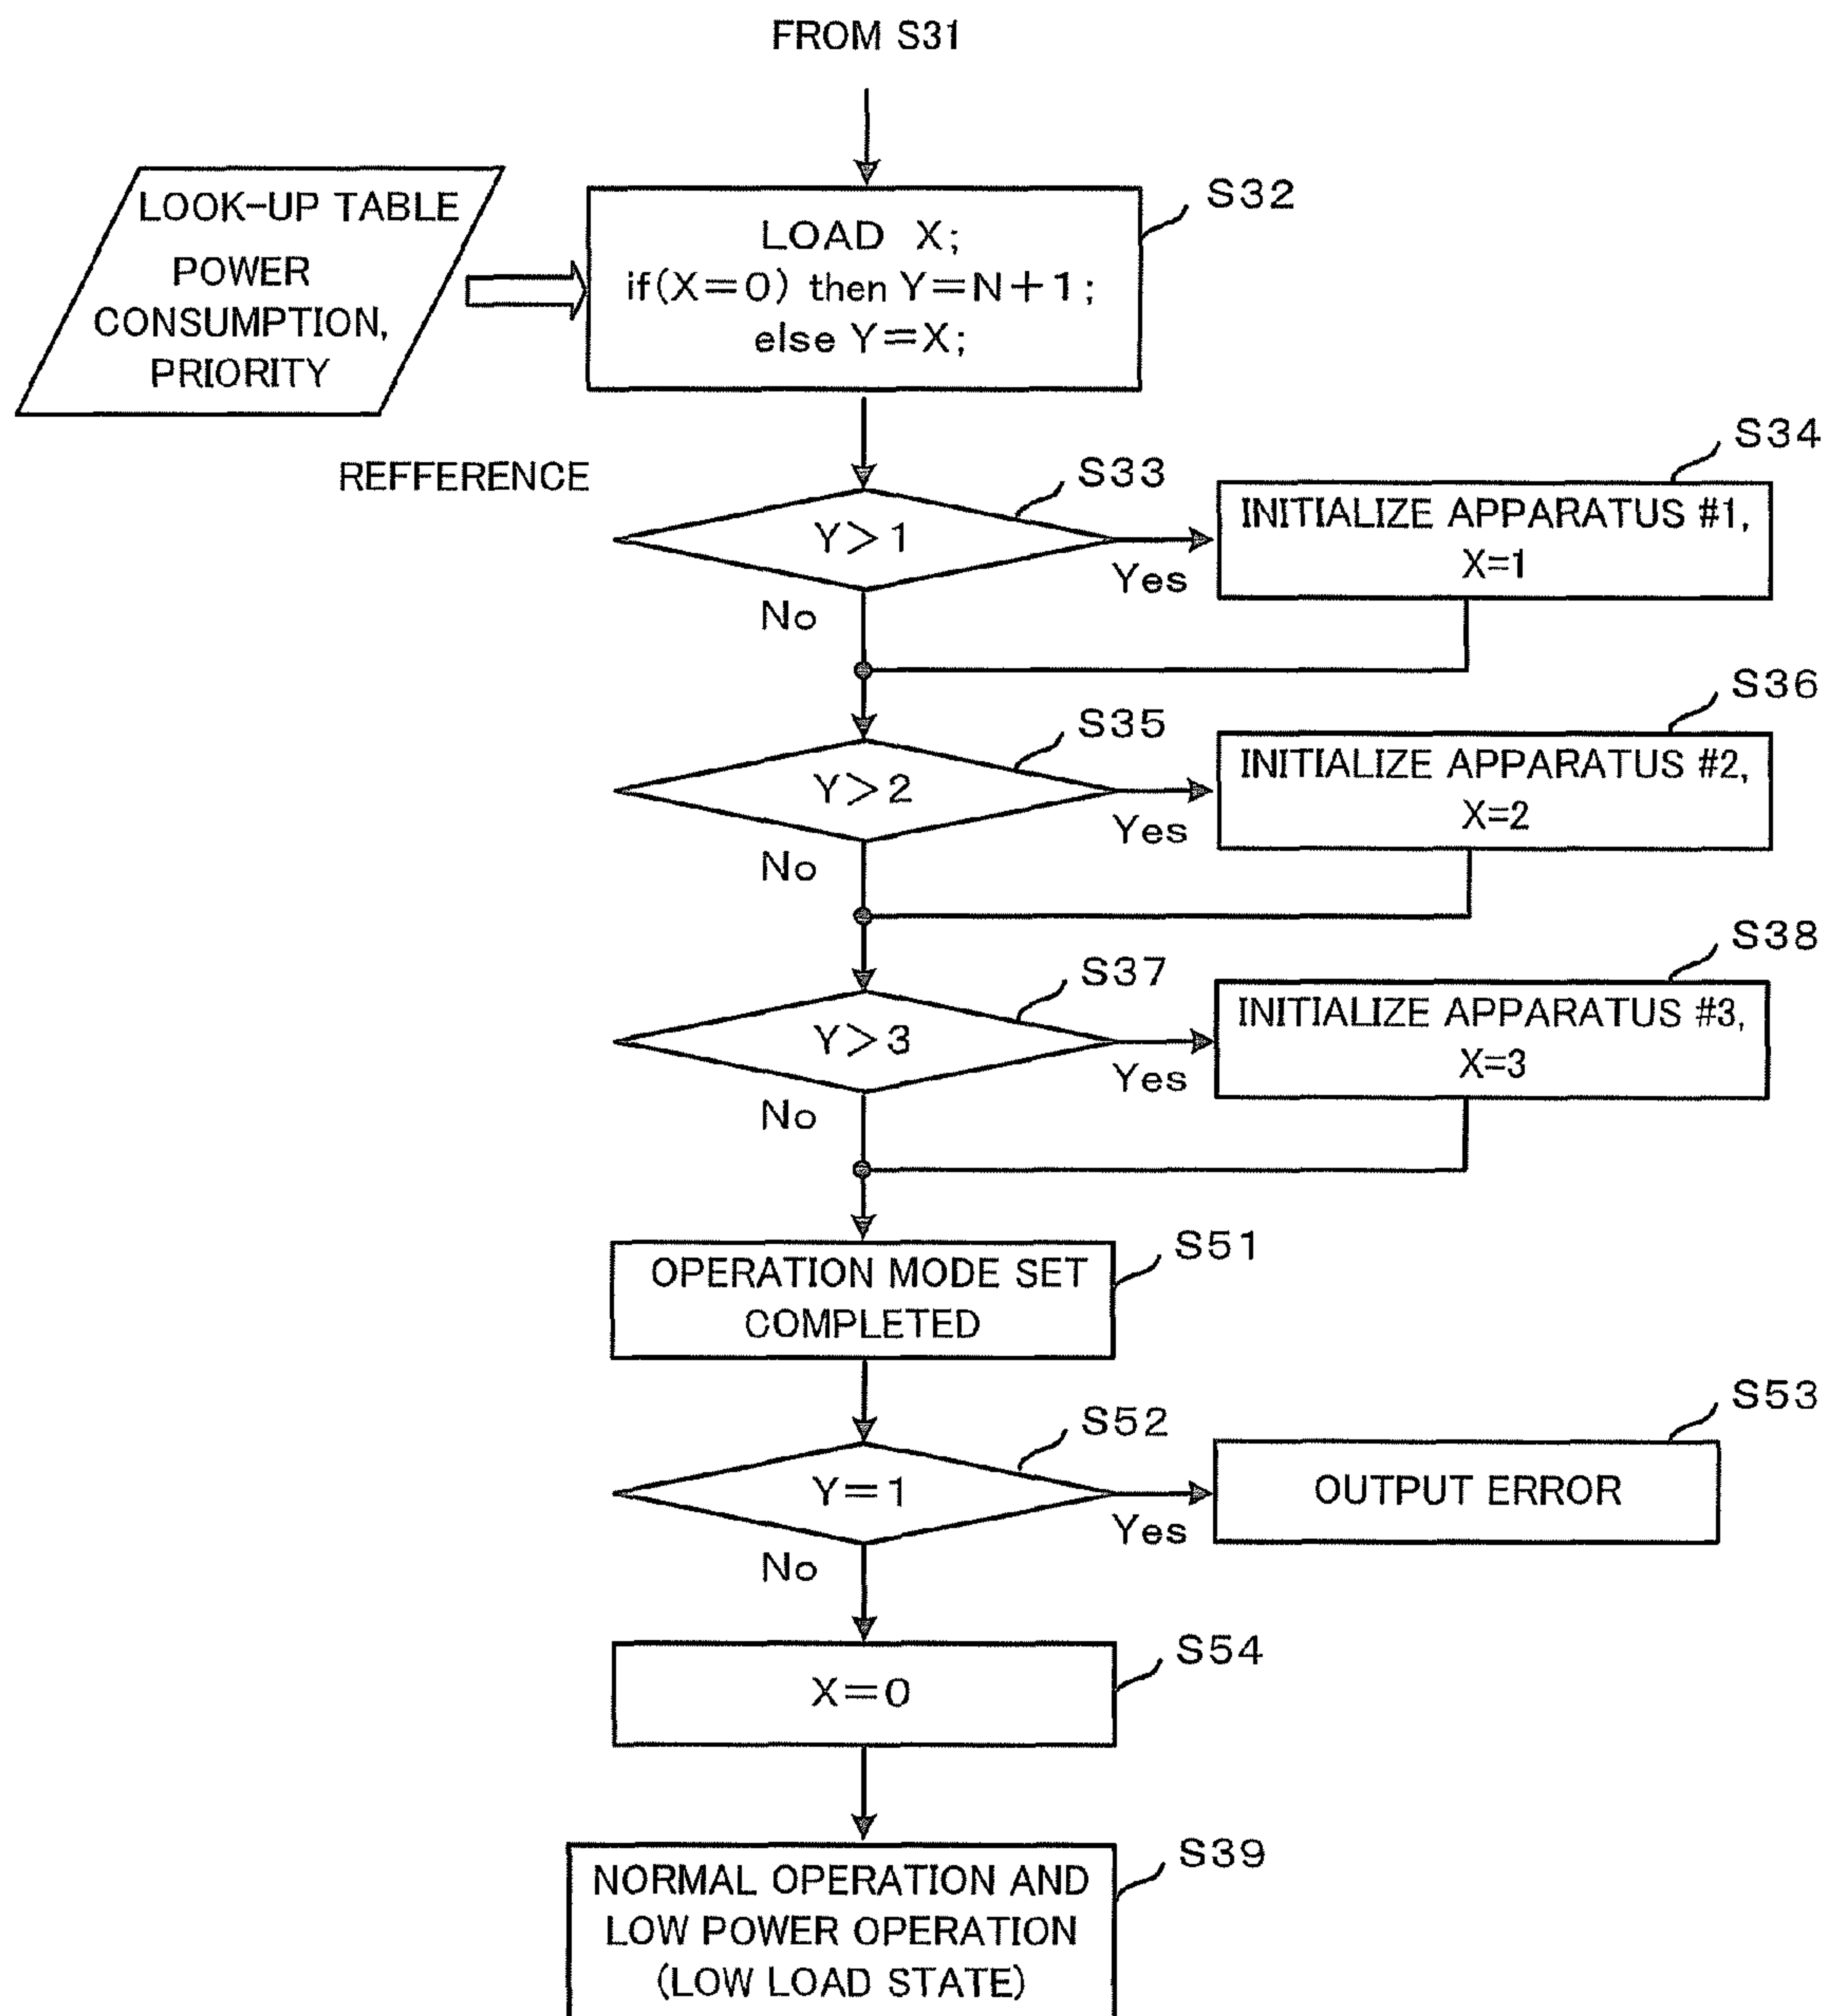 FROM S31
LOOK-UP TABLE
POWER
CONSUMPTION,
PRIORITY
S32
LOAD X;
if(X=0) then Y=N+1;
else Y=X;
REFFERENCE
S33
Y>1
Yes
No
S34
INITIALIZE APPARATUS #1,
X=1
S35
Y>2
Yes
No
S36
INITIALIZE APPARATUS #2,
X=2
S37
Y>3
Yes
No
S38
INITIALIZE APPARATUS #3,
X=3
S51
OPERATION MODE SET
COMPLETED
S52
Y=1
Yes
No
S53
OUTPUT ERROR
S54
X=0
S39
NORMAL OPERATION AND
LOW POWER OPERATION
(LOW LOAD STATE)